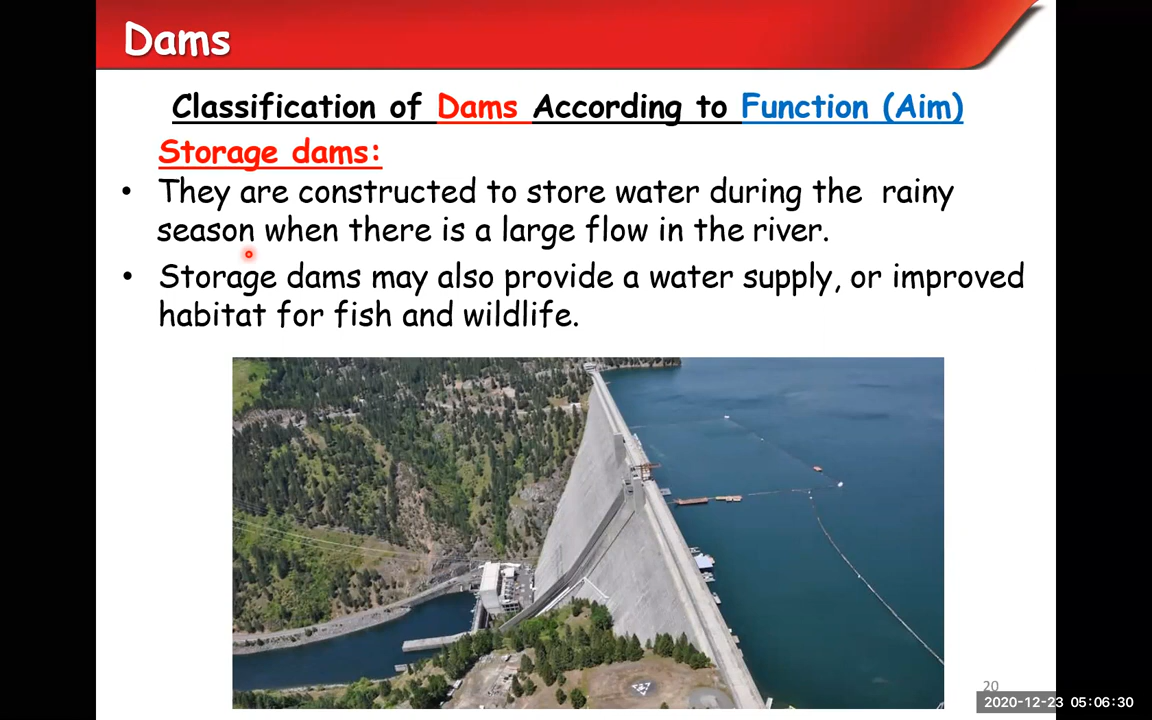 Dams
Classification of Dams According to Function (Aim)
Storage dams:
• They are constructed to store water during the rainy
season when there is a large flow in the river.
• Storage dams may also provide a water supply, or improved
habitat for fish and wildlife.
20
2020-12-23 05:06:30